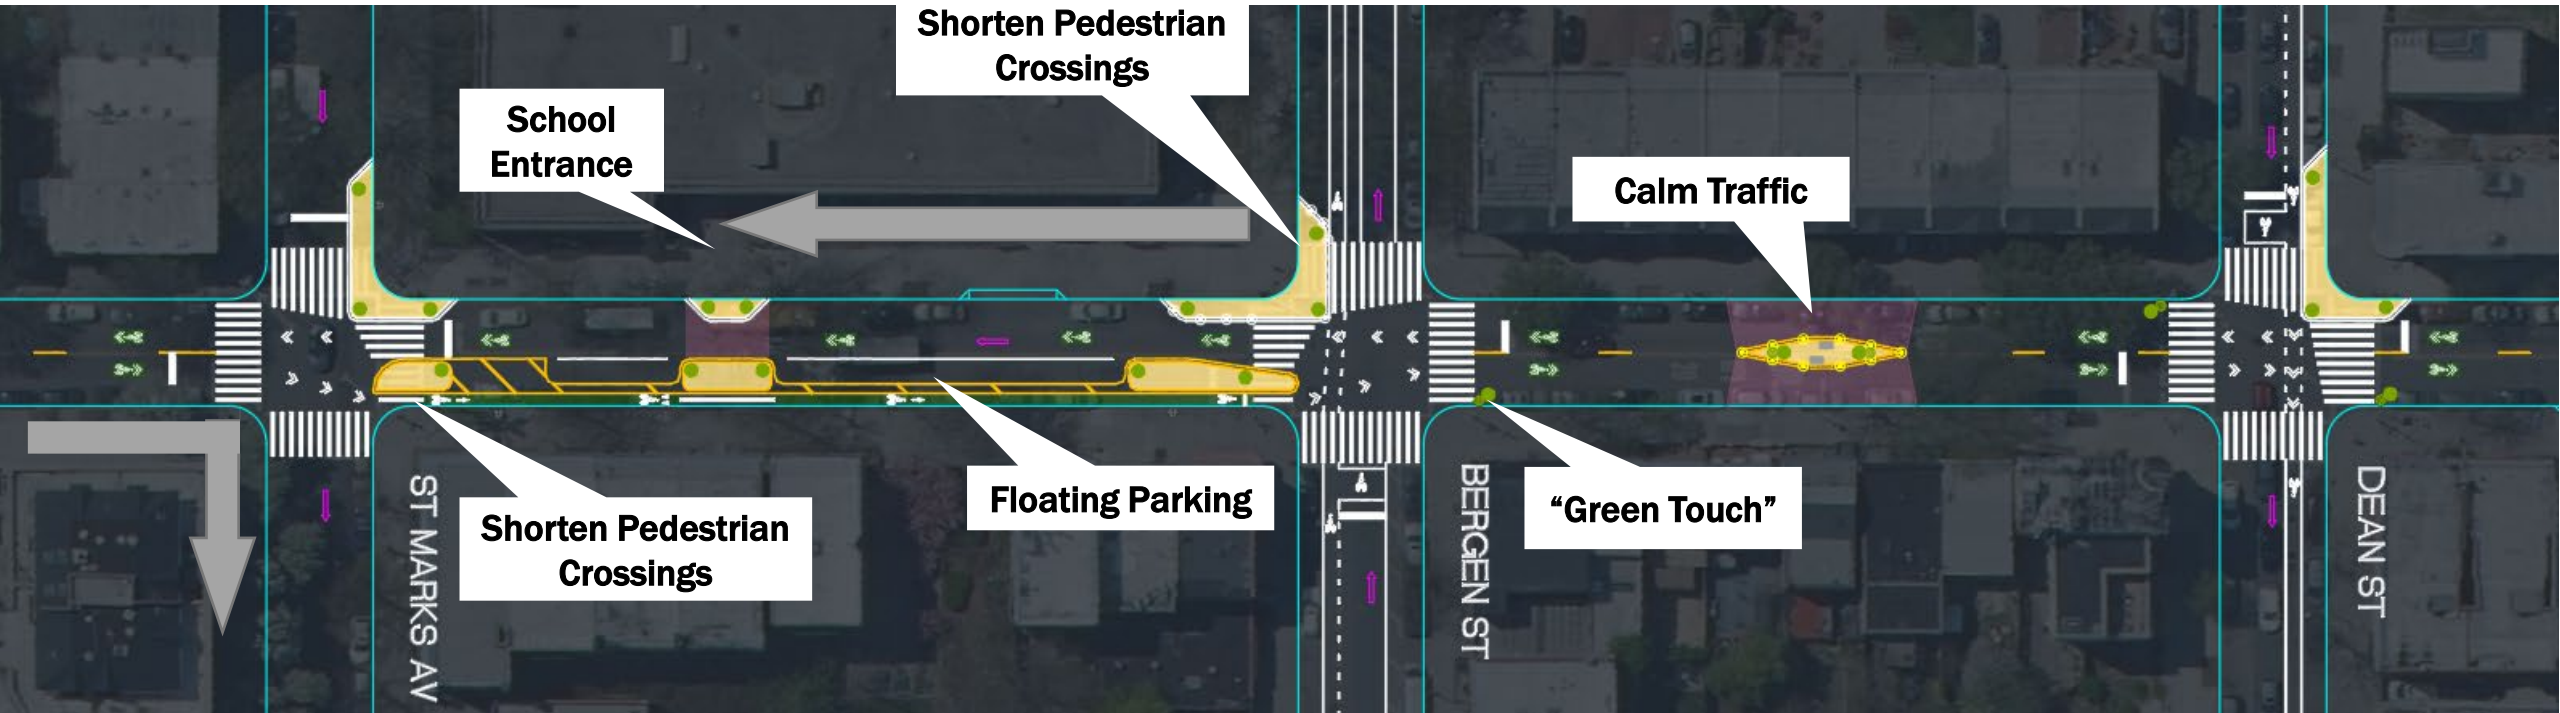 Shorten Pedestrian
Crossings
School
Entrance
Calm Traffic
Shorten Pedestrian
Crossings
Floating Parking
“Green Touch”
ST MARKS AV
BERGEN ST
DEAN ST